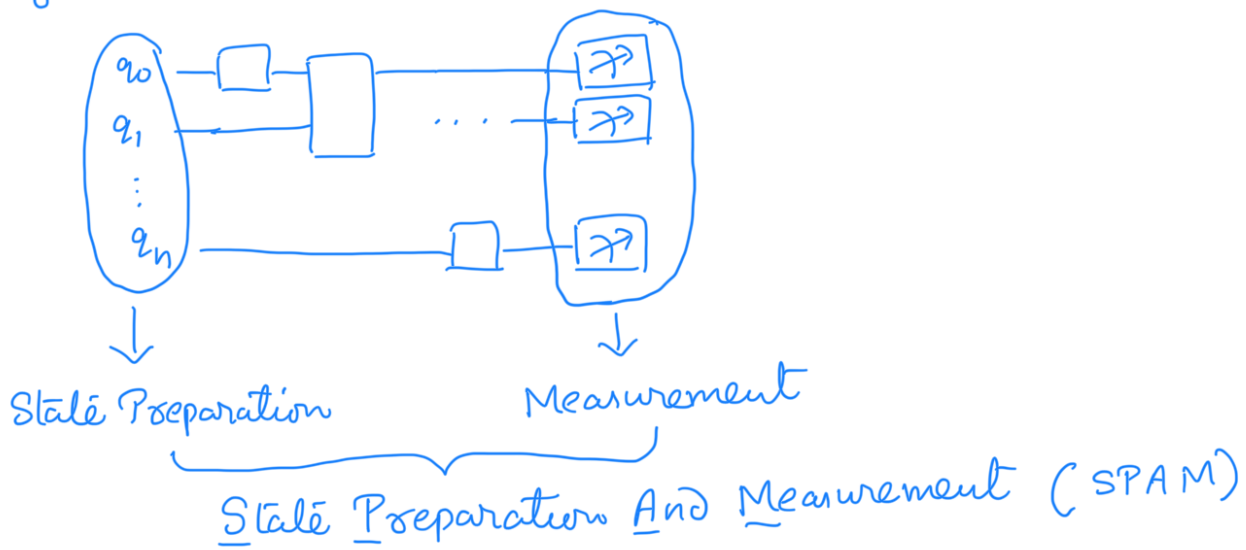 q0
q1
⋮
qn
....
State Preparation
Measurement
State Preparation And Measurement (SPAM)